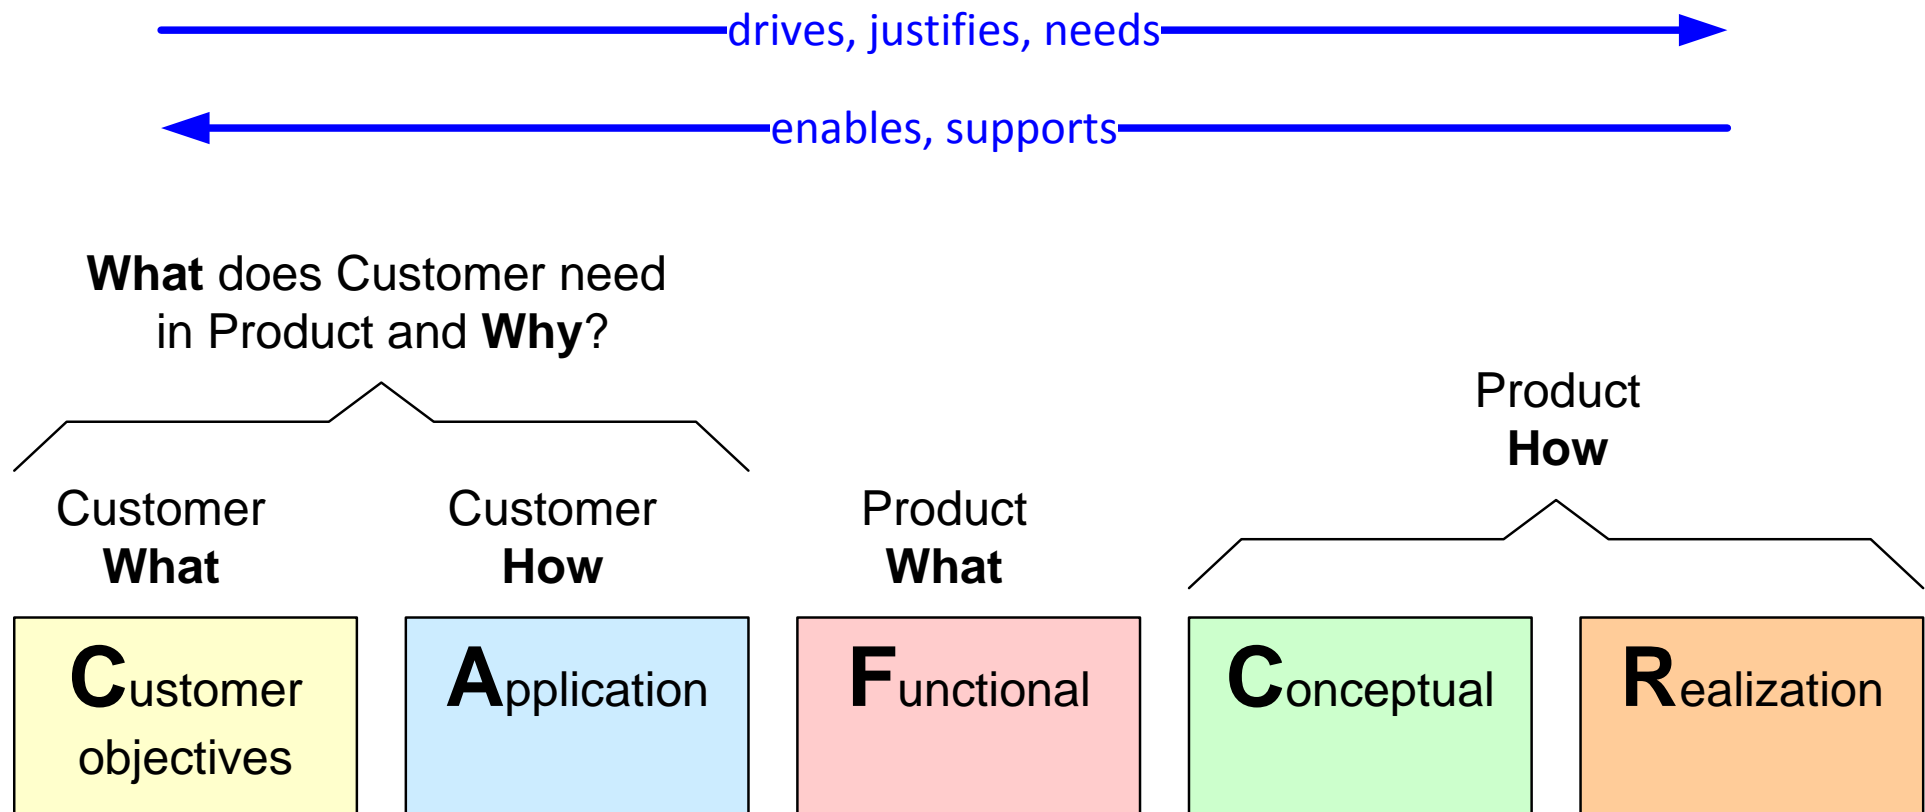 drives, justifies, needs
enables, supports
What does Customer need
in Product and Why?
Product
How
Customer
What
Customer
How
Product
What
Customer
objectives
Application
Functional
Conceptual
Realization